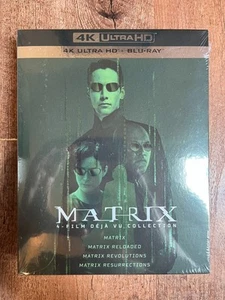 4K ULTRA HD
4K ULTRA HD + BLU-RAY
MATRIX
4-FILM DÉJÀ VU COLLECTION
MATRIX
MATRIX RELOADED
MATRIX REVOLUTIONS
MATRIX RESURRECTIONS